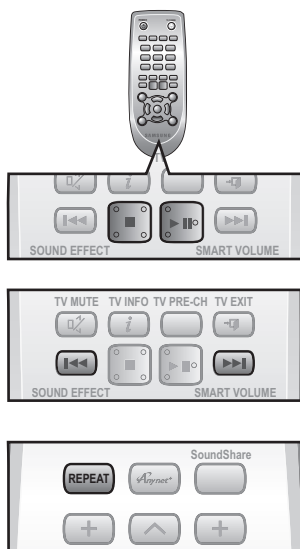 SAMSUNG
SOUND EFFECT SMART VOLUME
TV MUTE TV INFO TV PRE-CH TV EXIT
SOUND EFFECT SMART VOLUME
SoundShare
REPEAT Anynet+